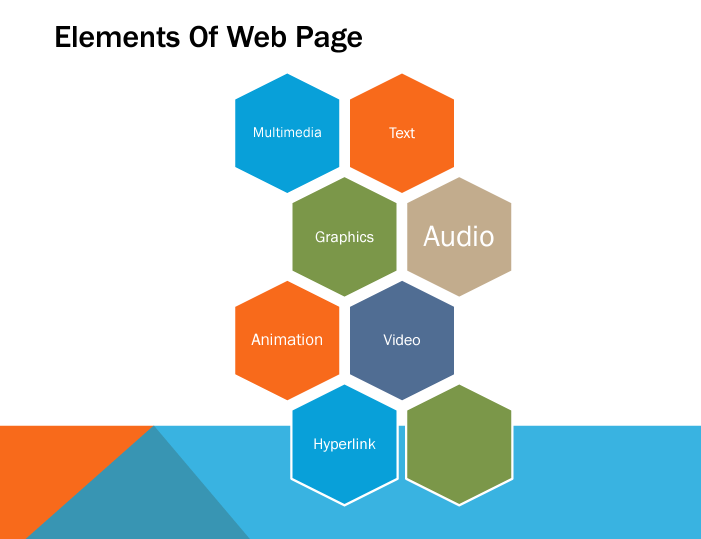 Elements Of Web Page
Multimedia
Text
Graphics
Audio
Animation
Video
Hyperlink